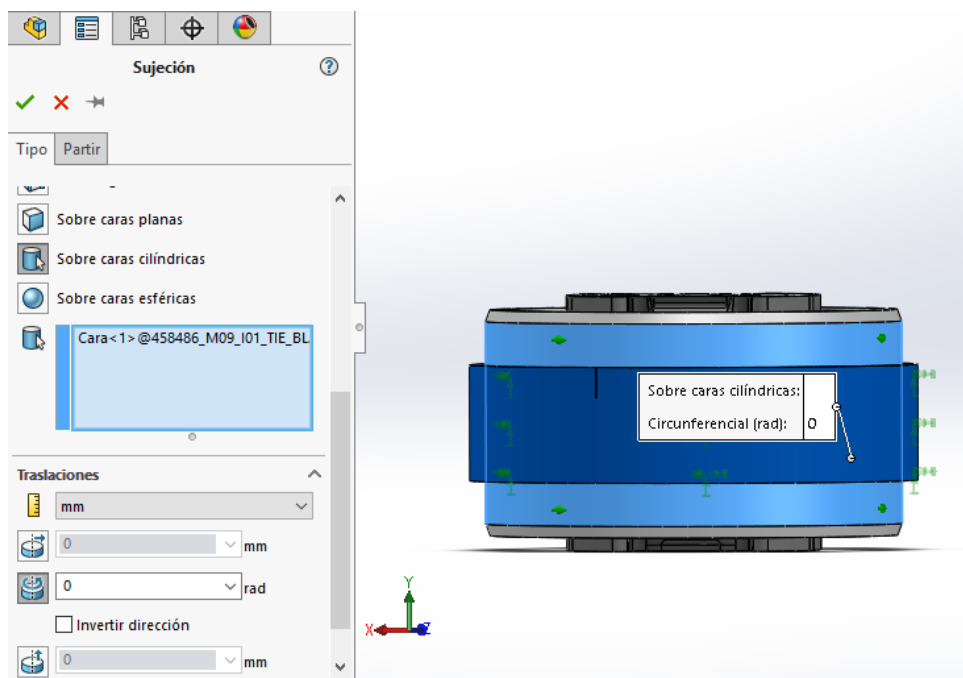 Sujeción
Tipo Partir
Sobre caras planas
Sobre caras cilíndricas
Sobre caras esféricas
Cara<1>@458486_M09_I01_TIE_BL
Traslaciones
mm
0 mm
0 rad
Invertir dirección
0 mm
Sobre caras cilíndricas:
Circunferencial (rad): 0
Y
X
Z